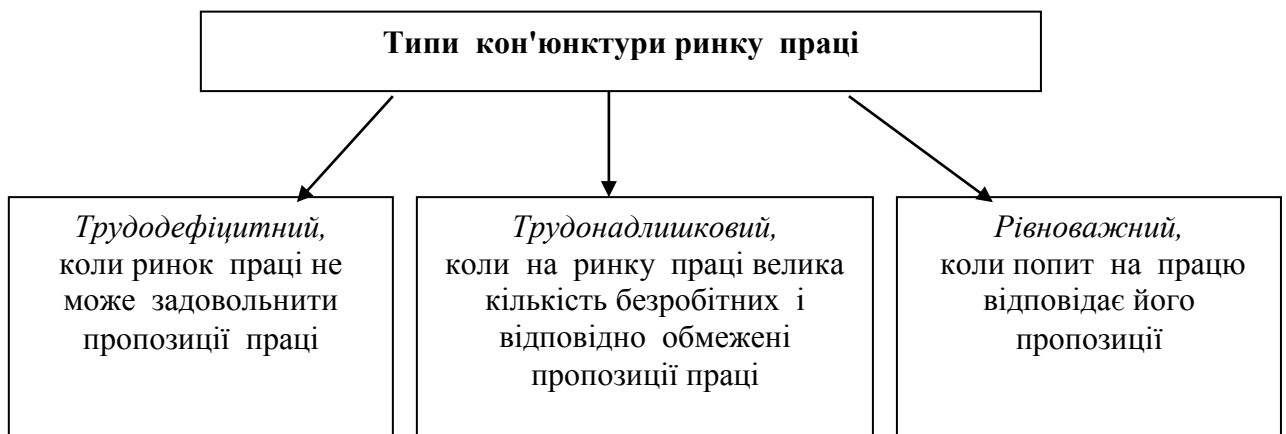 Типи кон'юнктури ринку праці
Трудодефіцитний,
коли ринок праці не
може задовольнити
пропозиції праці
Трудонадлишковий,
коли на ринку праці велика
кількість безробітних і
відповідно обмежені
пропозиції праці
Рівноважний,
коли попит на працю
відповідає його
пропозиції